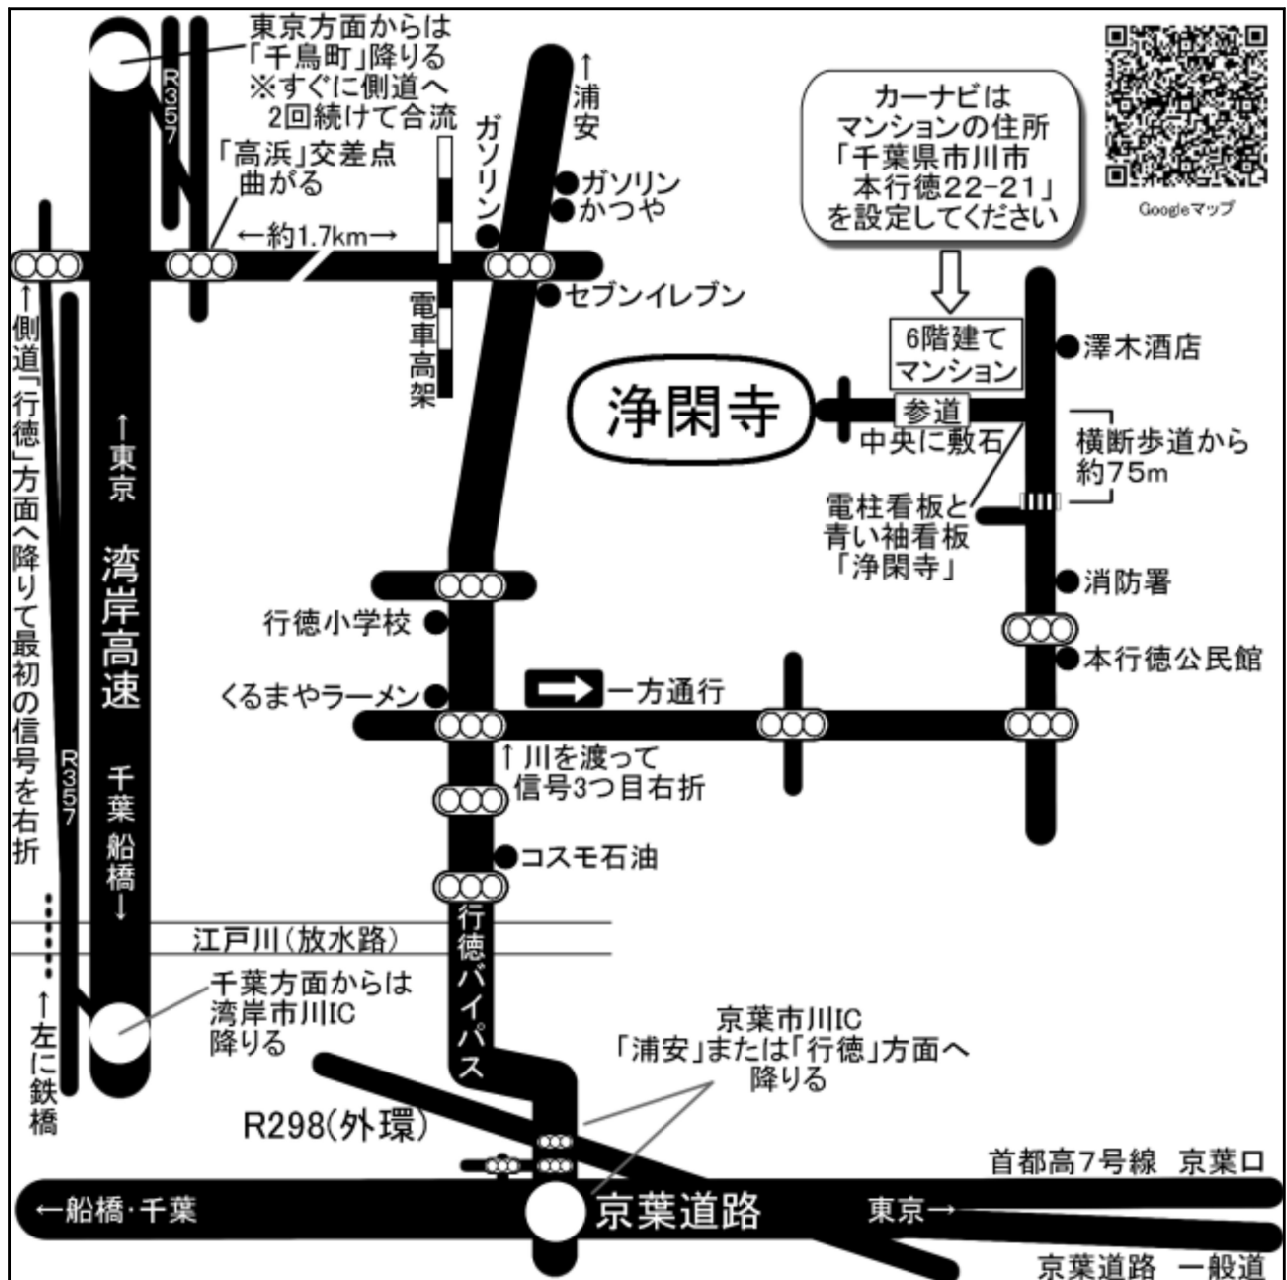 東京方面からは
「千鳥町」降りる
※すぐに側道へ
2回続けて合流
R357
「高浜」交差点
曲がる
←約1.7km→
ガソリン
↑浦安
ガソリン
かつや
セブンイレブン
電車高架
カーナビは
マンションの住所
「千葉県市川市
本行徳22-21」
を設定してください
Googleマップ
6階建て
マンション
澤木酒店
浄閑寺
参道
中央に敷石
横断歩道から
約75m
電柱看板と
青い袖看板
「浄閑寺」
消防署
本行徳公民館
←側道「行徳」方面へ降りて最初の信号を右折
R357
↑東京
湾岸高速
千葉 船橋→
行徳小学校
くるまやラーメン
一方通行
↑川を渡って
信号3つ目右折
コスモ石油
行徳バイパス
江戸川(放水路)
千葉方面からは
湾岸市川IC
降りる
←左に鉄橋
京葉市川IC
「浦安」または「行徳」方面へ
降りる
R298(外環)
首都高7号線 京葉口
←船橋・千葉
京葉道路
東京→
京葉道路 一般道